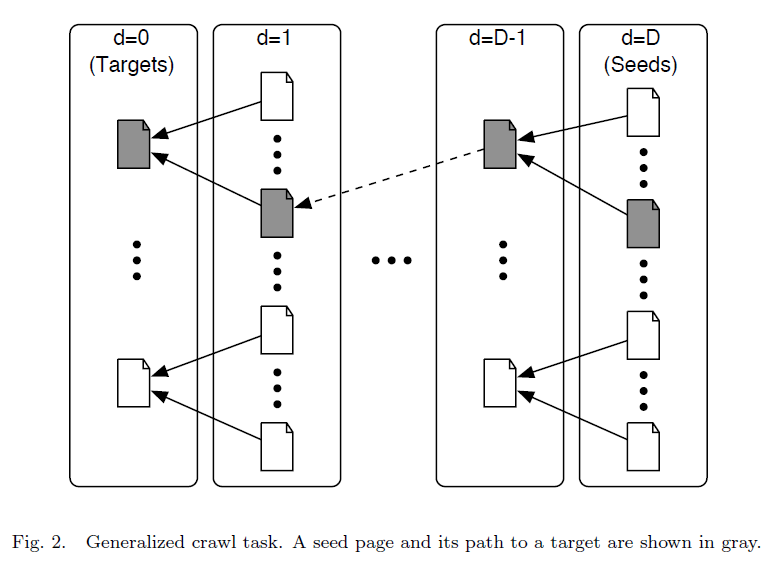 d=0
(Targets)
d=1
d=D-1
d=D
(Seeds)
Fig. 2. Generalized crawl task. A seed page and its path to a target are shown in gray.